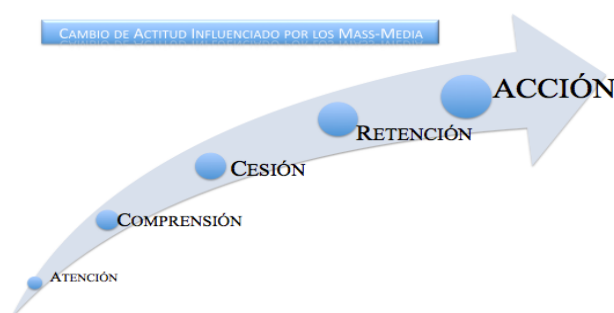 CAMBIO DE ACTITUD INFLUENCIADO POR LOS MASS-MEDIA
ACCIÓN
RETENCIÓN
CESIÓN
COMPRENSIÓN
ATENCIÓN